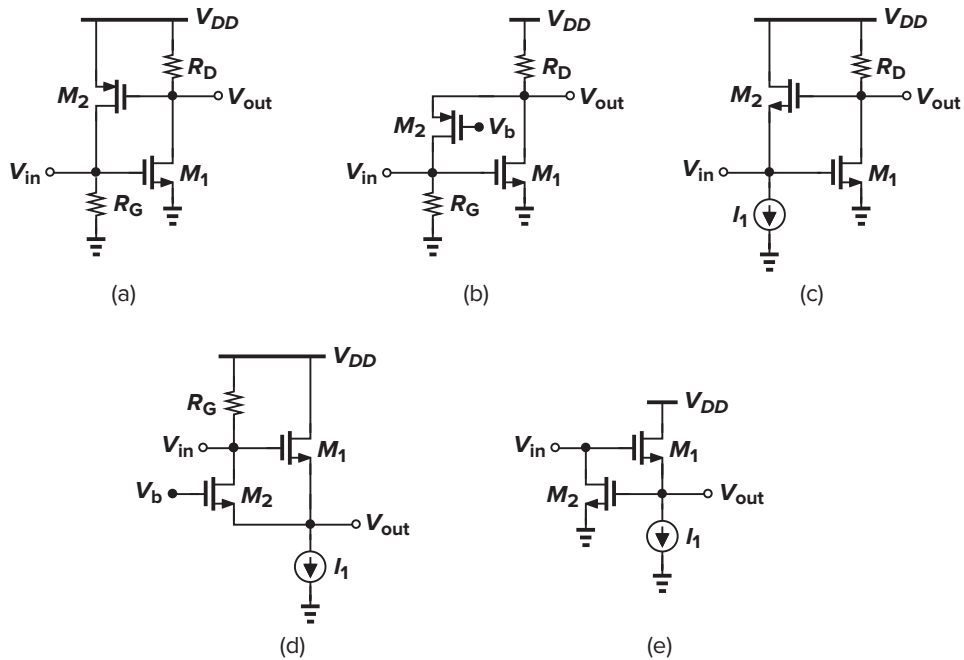 V_DD
R_D
M_2
V_out
V_in
M_1
R_G
(a)
V_DD
R_D
M_2
V_b
V_out
V_in
M_1
R_G
(b)
V_DD
R_D
M_2
V_out
V_in
M_1
I_1
(c)
V_DD
R_G
V_in
M_1
V_b
M_2
V_out
I_1
(d)
V_DD
V_in
M_1
M_2
V_out
I_1
(e)